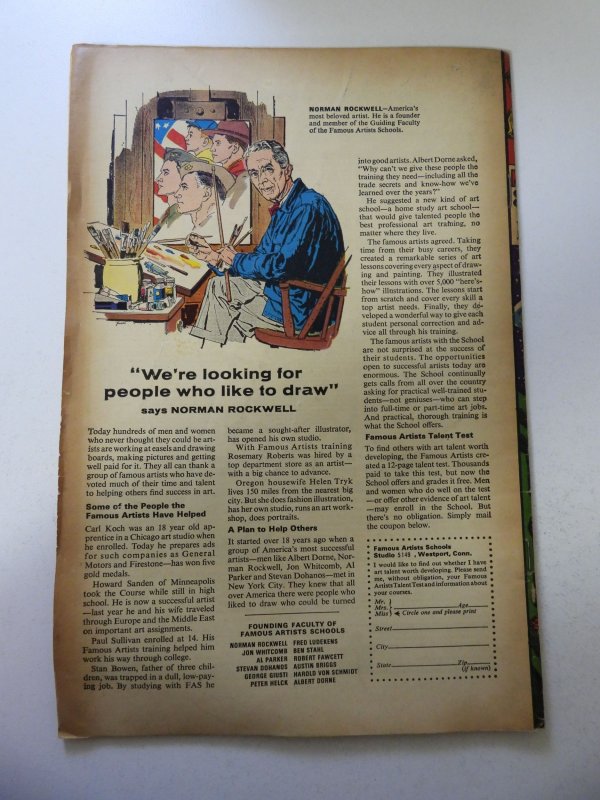 NORMAN ROCKWELL—America's
most beloved artist. He is a founder
and member of the Guiding Faculty
of the Famous Artists Schools.
"We're looking for
people who like to draw"
says NORMAN ROCKWELL
Today hundreds of men and women
who never thought they could be art-
ists are working at easels and drawing
boards, making pictures and getting
well paid for it. They all can thank a
group of famous artists who have de-
voted much of their time and talent
to helping others find success in art.
Some of the People the
Famous Artists Have Helped
Carl Koch was an 18 year old ap-
prentice in a Chicago art studio when
he enrolled. Today he prepares ads
for such companies as General
Motors and Firestone—has won five
gold medals.
Howard Sanden of Minneapolis
took the Course while still in high
school. He is now a successful artist
—last year he and his wife traveled
through Europe and the Middle East
on important art assignments.
Paul Sullivan enrolled at 14. His
Famous Artists training helped him
work his way through college.
Stan Bowen, father of three chil-
dren, was trapped in a dull, low-pay-
ing job. By studying with FAS he
became a sought-after illustrator,
has opened his own studio.
With Famous Artists training
Rosemary Roberts was hired by a
top department store as an artist—
with a big chance to advance.
Oregon housewife Helen Tryk
lives 150 miles from the nearest big
city. But she does fashion illustration,
has her own studio, runs an art work-
shop, does portraits.
A Plan to Help Others
It started over 18 years ago when a
group of America's most successful
artists—men like Albert Dorne, Nor-
man Rockwell, Jon Whitcomb, Al
Parker and Stevan Dohanos—met in
New York City. They knew that all
over America there were people who
liked to draw who could be turned
FOUNDING FACULTY OF
FAMOUS ARTISTS SCHOOLS
NORMAN ROCKWELL FRED LUDEKENS
JON WHITCOMB BEN STAHL
AL PARKER ROBERT FAWCETT
STEVAN DOHANOS AUSTIN BRIGGS
GEORGE GIUSTI HAROLD VON SCHMIDT
PETER HELCK ALBERT DORNE
into good artists. Albert Dorne asked,
"Why can't we give these people the
training they need—including all the
trade secrets and know-how we've
learned over the years?"
He suggested a new kind of art
school—a home study art school—
that would give talented people the
best professional art training, no
matter where they live.
The famous artists agreed. Taking
time from their busy careers, they
created a remarkable series of art
lessons covering every aspect of draw-
ing and painting. They illustrated
their lessons with over 5,000 "here's-
how" illustrations. The lessons start
from scratch and cover every skill a
top artist needs. Finally, they de-
veloped a wonderful way to give each
student personal correction and ad-
vice all through his training.
The famous artists with the School
are not surprised at the success of
their students. The opportunities
open to successful artists today are
enormous. The School continually
gets calls from all over the country
asking for practical well-trained stu-
dents—not geniuses—who can step
into full-time or part-time art jobs.
And practical, thorough training is
what the School offers.
Famous Artists Talent Test
To find others with art talent worth
developing, the Famous Artists cre-
ated a 12-page talent test. Thousands
paid to take this test, but now the
School offers and grades it free. Men
and women who do well on the test
—or offer other evidence of art talent
—may enroll in the School. But
there's no obligation. Simply mail
the coupon below.
Famous Artists Schools
Studio 5148, Westport, Conn.
I would like to find out whether I have
art talent worth developing. Please send
me, without obligation, your Famous
Artists Talent Test and information about
your courses.
Mr.
Mrs. Age
Miss Circle one and please print
Street
City
State Zip
(if known)